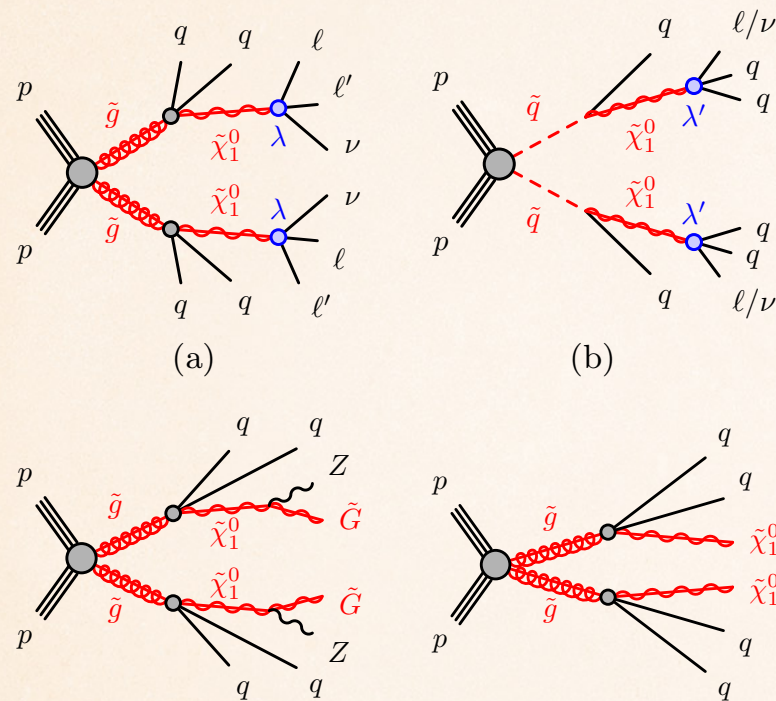 q q ℓ
p g̃ ℓ'
χ̃₁⁰ λ ν
χ̃₁⁰ λ ν
p g̃ ℓ
q q ℓ'
(a)
q ℓ/ν
p q̃ q
q
χ̃₁⁰ λ'
χ̃₁⁰ λ'
p q̃ q
q
q ℓ/ν
(b)
q q
p g̃ Z
χ̃₁⁰ G̃
χ̃₁⁰ G̃
p g̃ Z
q q
q
p g̃ q
χ̃₁⁰
χ̃₁⁰
p g̃ q
q